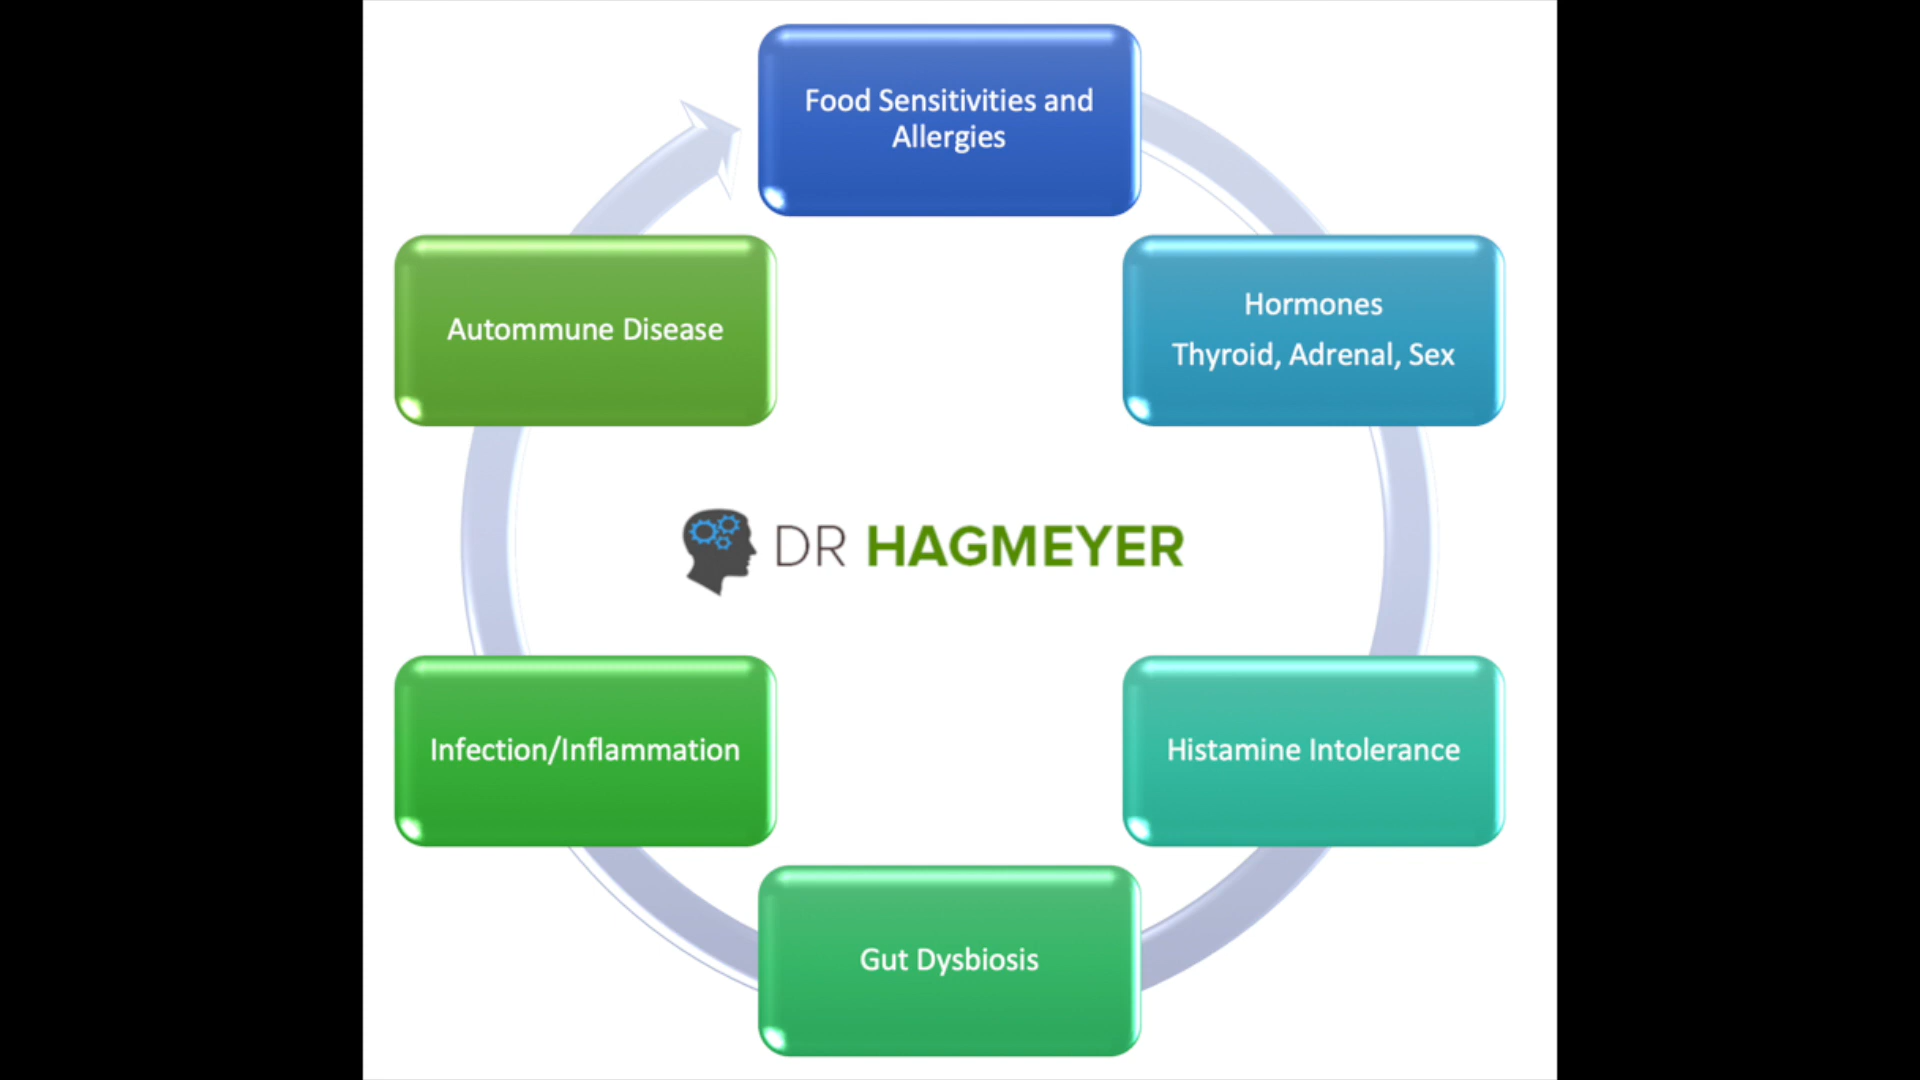 Food Sensitivities and
Allergies
Hormones
Thyroid, Adrenal, Sex
Histamine Intolerance
Gut Dysbiosis
Infection/Inflammation
Autommune Disease
DR HAGMEYER